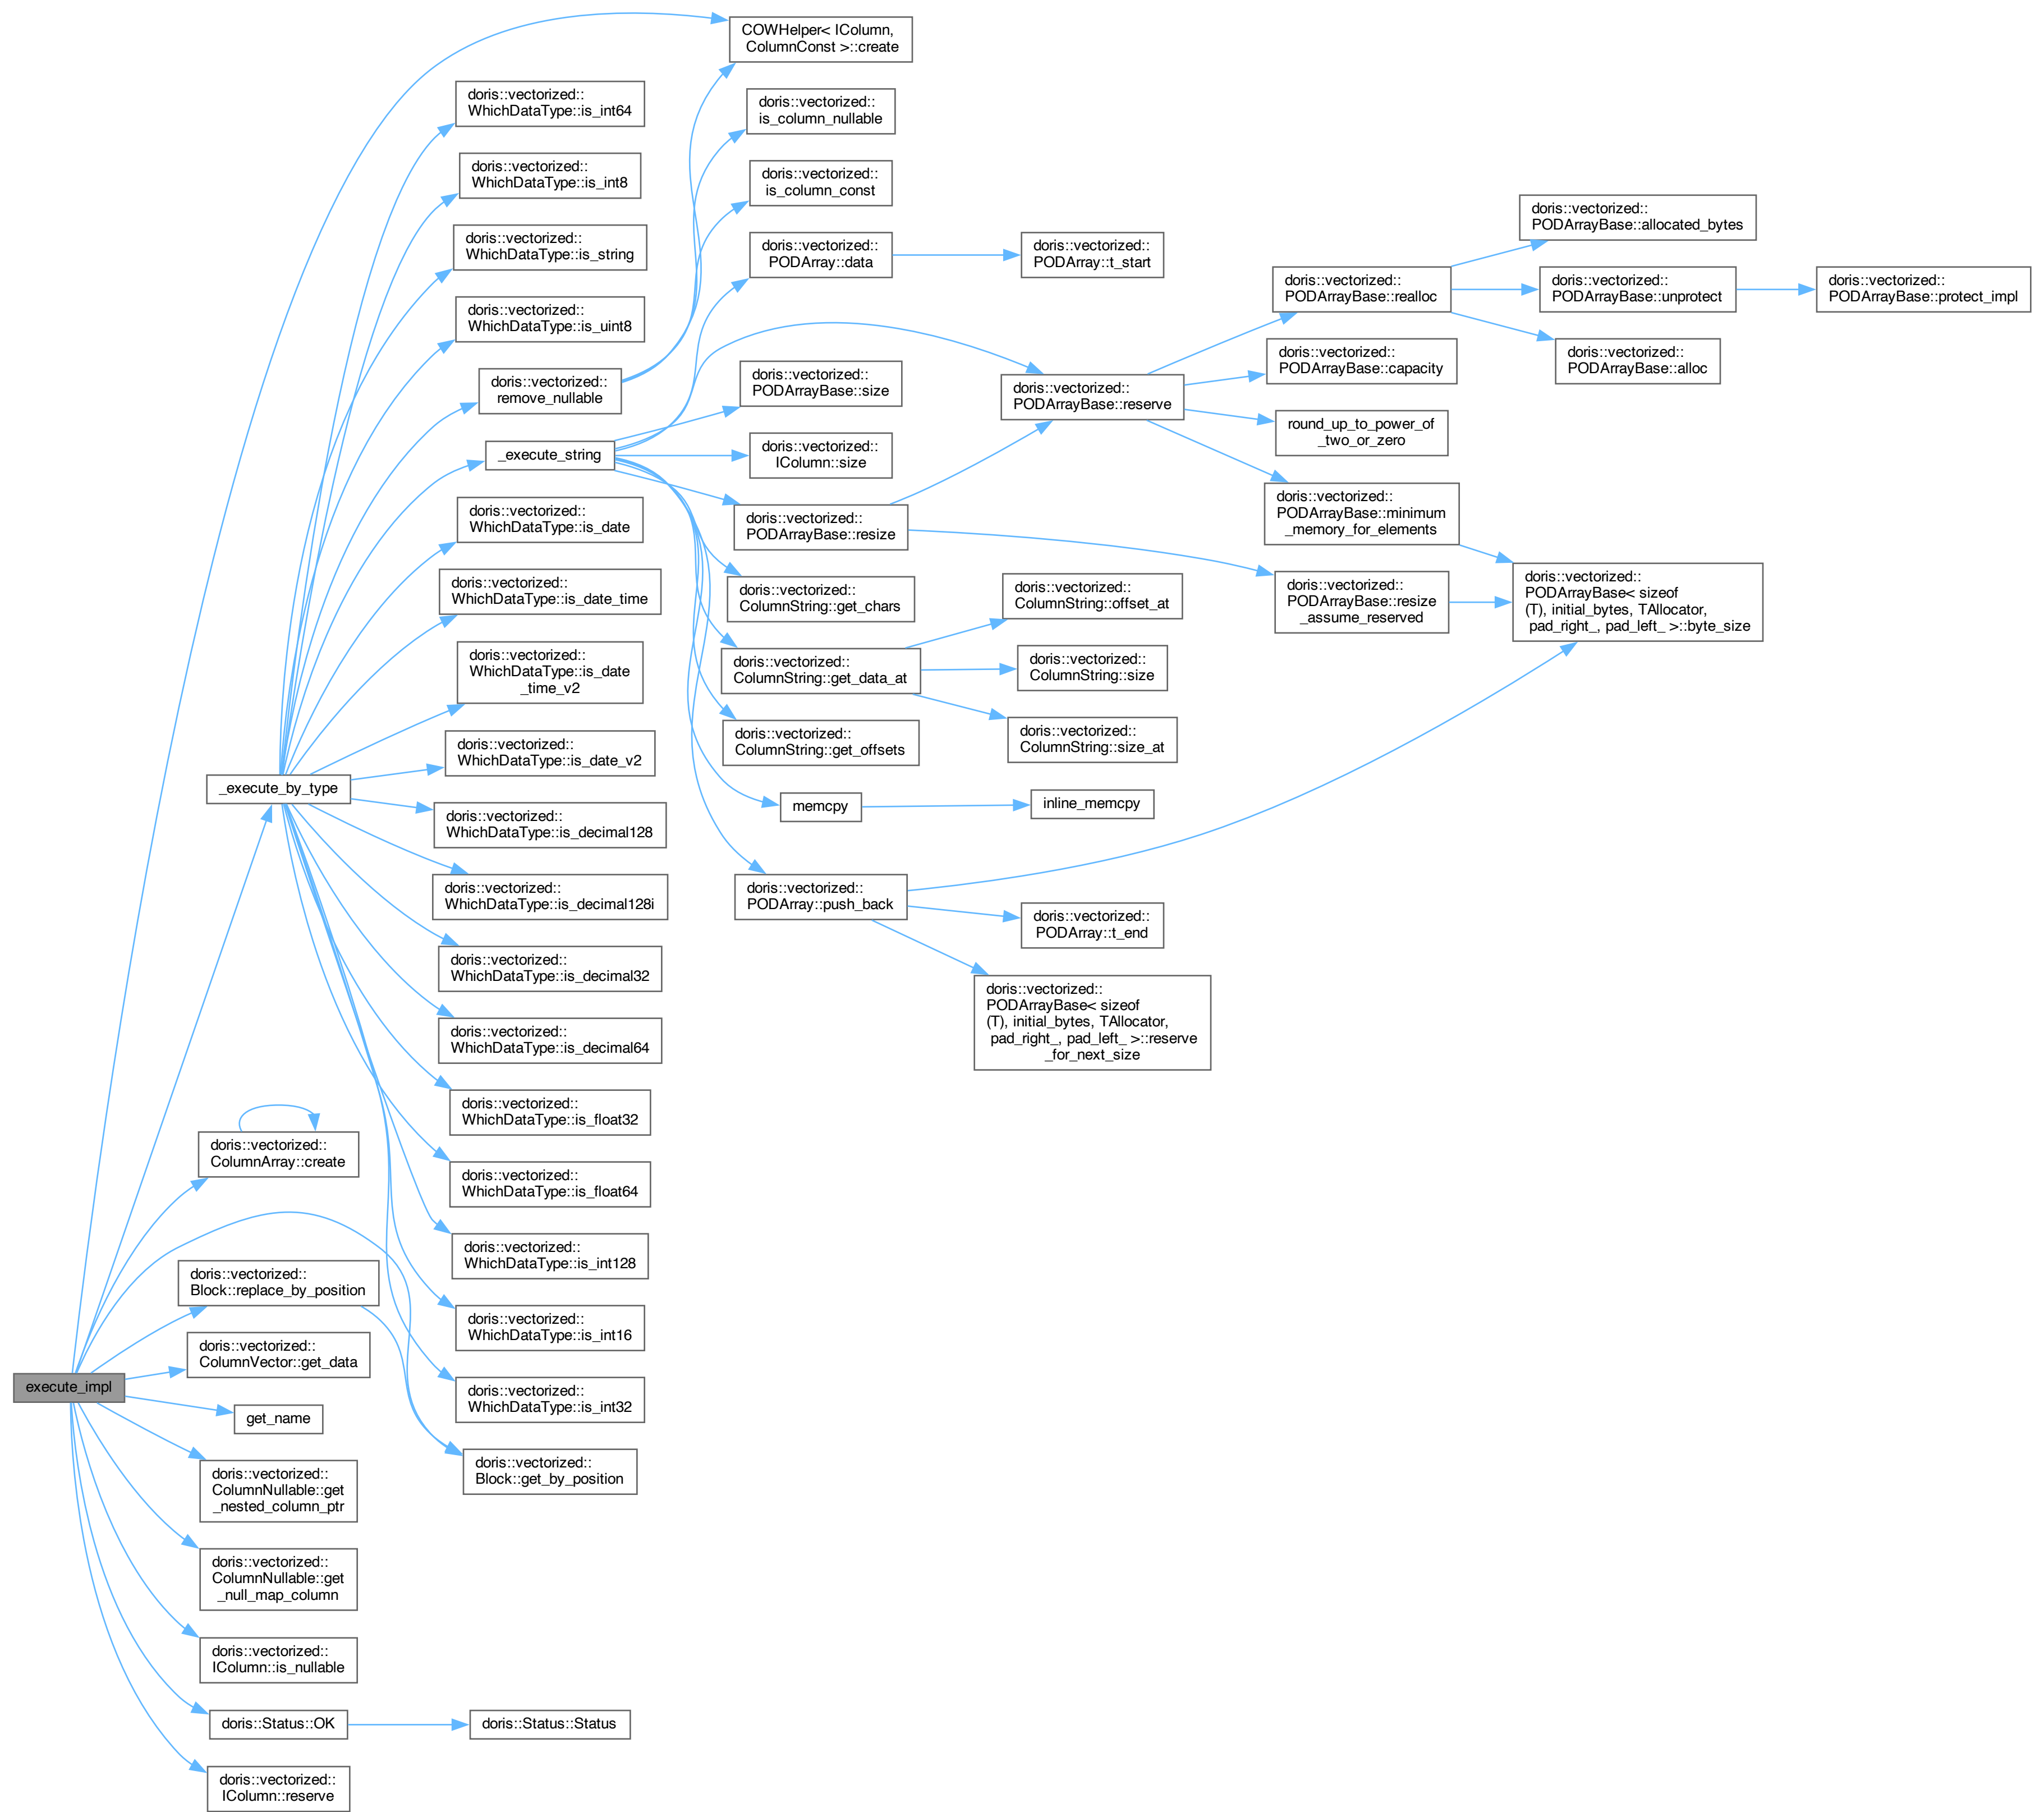 COWHelper< IColumn,
ColumnConst >::create
doris::vectorized::
WhichDataType::is_int64
doris::vectorized::
is_column_nullable
doris::vectorized::
WhichDataType::is_int8
doris::vectorized::
is_column_const
doris::vectorized::
PODArrayBase::allocated_bytes
doris::vectorized::
WhichDataType::is_string
doris::vectorized::
PODArray::data
doris::vectorized::
PODArray::t_start
doris::vectorized::
PODArrayBase::realloc
doris::vectorized::
PODArrayBase::unprotect
doris::vectorized::
PODArrayBase::protect_impl
doris::vectorized::
WhichDataType::is_uint8
doris::vectorized::
PODArrayBase::capacity
doris::vectorized::
PODArrayBase::alloc
doris::vectorized::
remove_nullable
doris::vectorized::
PODArrayBase::size
doris::vectorized::
PODArrayBase::reserve
round_up_to_power_of
_two_or_zero
_execute_string
doris::vectorized::
IColumn::size
doris::vectorized::
PODArrayBase::minimum
_memory_for_elements
doris::vectorized::
WhichDataType::is_date
doris::vectorized::
PODArrayBase::resize
doris::vectorized::
WhichDataType::is_date_time
doris::vectorized::
ColumnString::get_chars
doris::vectorized::
ColumnString::offset_at
doris::vectorized::
PODArrayBase::resize
_assume_reserved
doris::vectorized::
PODArrayBase< sizeof
(T), initial_bytes, TAllocator,
pad_right_, pad_left_ >::byte_size
doris::vectorized::
WhichDataType::is_date
_time_v2
doris::vectorized::
ColumnString::get_data_at
doris::vectorized::
ColumnString::size
doris::vectorized::
WhichDataType::is_date_v2
doris::vectorized::
ColumnString::get_offsets
doris::vectorized::
ColumnString::size_at
_execute_by_type
doris::vectorized::
WhichDataType::is_decimal128
memcpy
inline_memcpy
doris::vectorized::
WhichDataType::is_decimal128i
doris::vectorized::
PODArray::push_back
doris::vectorized::
PODArray::t_end
doris::vectorized::
WhichDataType::is_decimal32
doris::vectorized::
PODArrayBase< sizeof
(T), initial_bytes, TAllocator,
pad_right_, pad_left_ >::reserve
_for_next_size
doris::vectorized::
WhichDataType::is_decimal64
doris::vectorized::
WhichDataType::is_float32
doris::vectorized::
ColumnArray::create
doris::vectorized::
WhichDataType::is_float64
doris::vectorized::
WhichDataType::is_int128
doris::vectorized::
Block::replace_by_position
doris::vectorized::
WhichDataType::is_int16
doris::vectorized::
ColumnVector::get_data
execute_impl
doris::vectorized::
WhichDataType::is_int32
get_name
doris::vectorized::
Block::get_by_position
doris::vectorized::
ColumnNullable::get
_nested_column_ptr
doris::vectorized::
ColumnNullable::get
_null_map_column
doris::vectorized::
IColumn::is_nullable
doris::Status::OK
doris::Status::Status
doris::vectorized::
IColumn::reserve